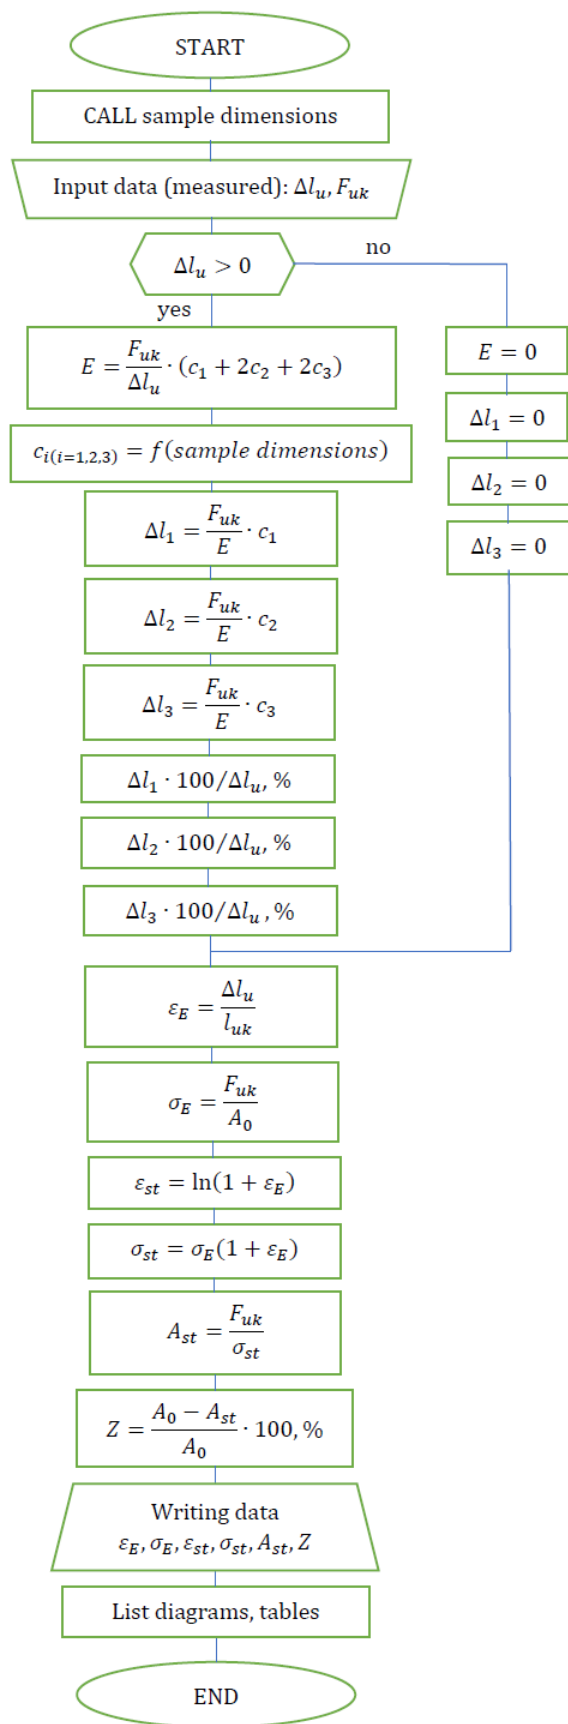 START
CALL sample dimensions
Input data (measured): Δl_u, F_uk
Δl_u > 0
no
yes
E = F_uk/Δl_u · (c_1 + 2c_2 + 2c_3)
c_i(i=1,2,3) = f(sample dimensions)
Δl_1 = F_uk/E · c_1
Δl_2 = F_uk/E · c_2
Δl_3 = F_uk/E · c_3
Δl_1 · 100/Δl_u, %
Δl_2 · 100/Δl_u, %
Δl_3 · 100/Δl_u, %
E = 0
Δl_1 = 0
Δl_2 = 0
Δl_3 = 0
ε_E = Δl_u/l_uk
σ_E = F_uk/A_0
ε_st = ln(1 + ε_E)
σ_st = σ_E(1 + ε_E)
A_st = F_uk/σ_st
Z = (A_0 − A_st)/A_0 · 100, %
Writing data
ε_E, σ_E, ε_st, σ_st, A_st, Z
List diagrams, tables
END